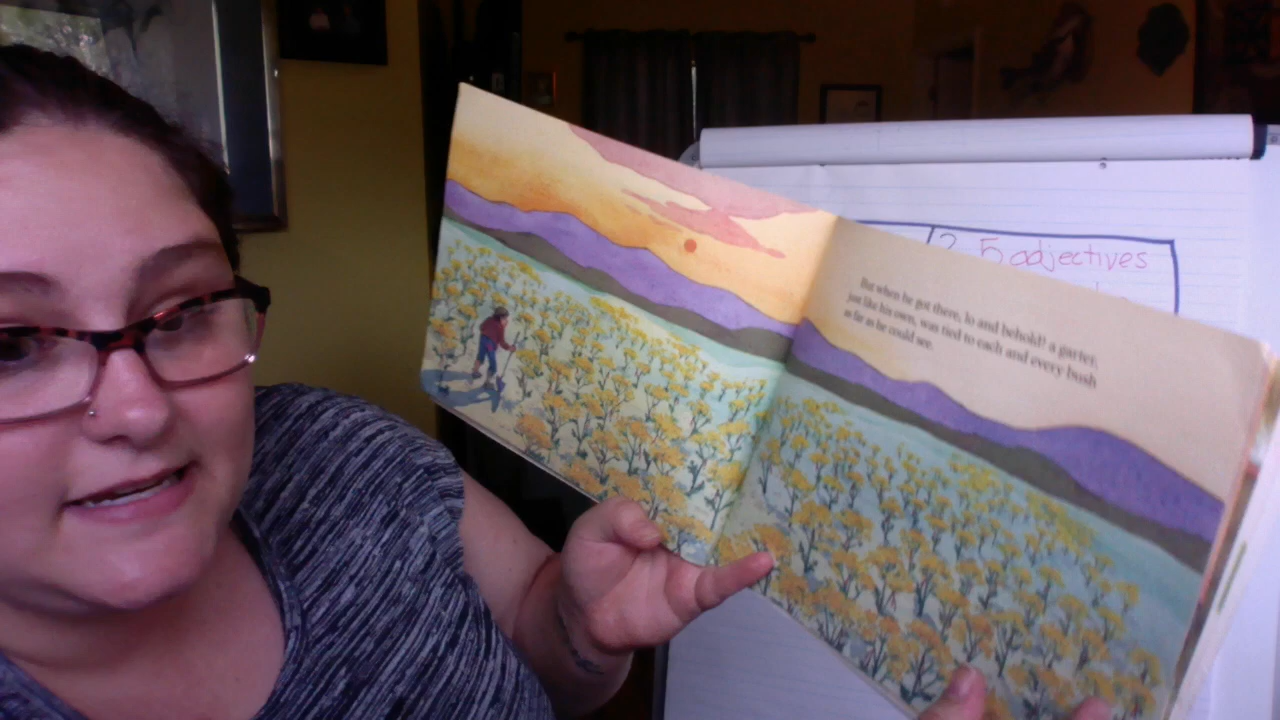 2. 5 adjectives
But when he got there, lo and behold! a garter,
just like his own, was tied to each and every bush
as far as he could see.